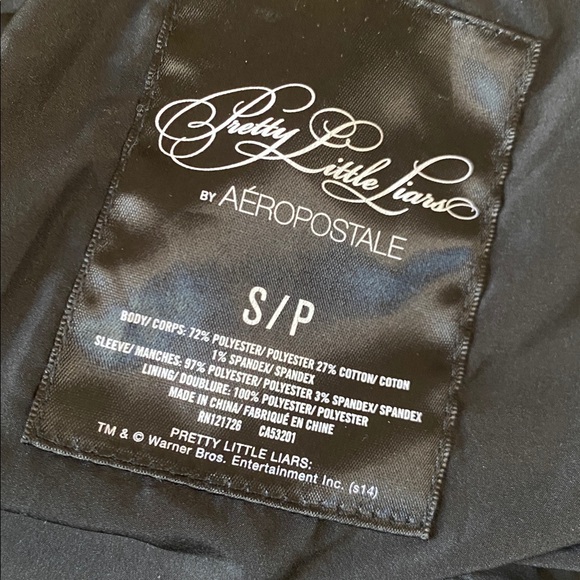 Pretty Little Liars
BY AÉROPOSTALE
S/P
BODY/ CORPS: 72% POLYESTER/ POLYESTER 27% COTTON/ COTON
1% SPANDEX/ SPANDEX
SLEEVE/ MANCHES: 97% POLYESTER/ POLYESTER 3% SPANDEX/ SPANDEX
LINING/ DOUBLURE: 100% POLYESTER/ POLYESTER
MADE IN CHINA/ FABRIQUÉ EN CHINE
RN121726 CA53201
PRETTY LITTLE LIARS:
TM & © Warner Bros. Entertainment Inc. (s14)